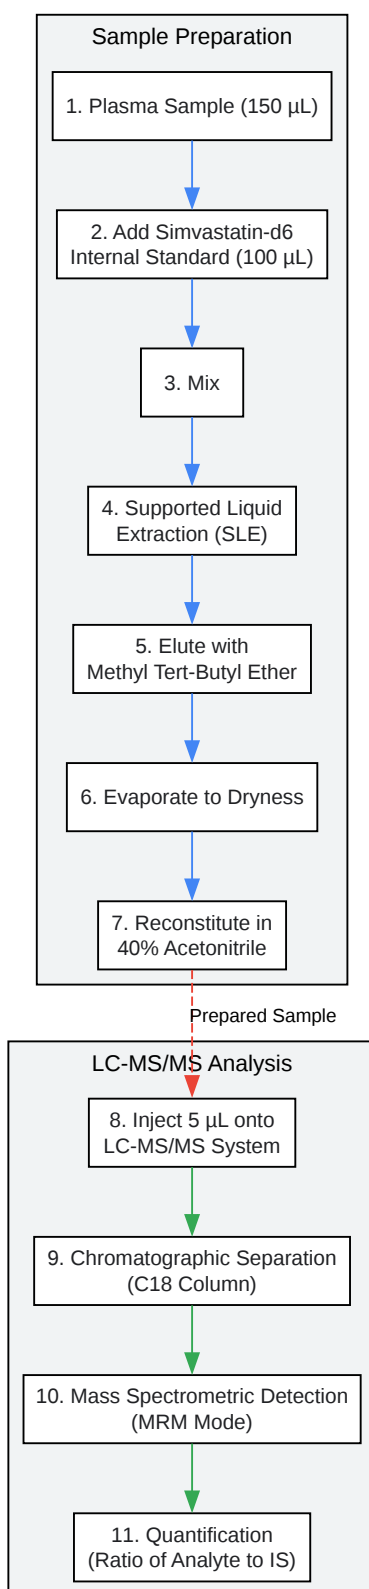 Sample Preparation
1. Plasma Sample (150 µL)
2. Add Simvastatin-d6
Internal Standard (100 µL)
3. Mix
4. Supported Liquid
Extraction (SLE)
5. Elute with
Methyl Tert-Butyl Ether
6. Evaporate to Dryness
7. Reconstitute in
40% Acetonitrile
Prepared Sample
LC-MS/MS Analysis
8. Inject 5 µL onto
LC-MS/MS System
9. Chromatographic Separation
(C18 Column)
10. Mass Spectrometric Detection
(MRM Mode)
11. Quantification
(Ratio of Analyte to IS)